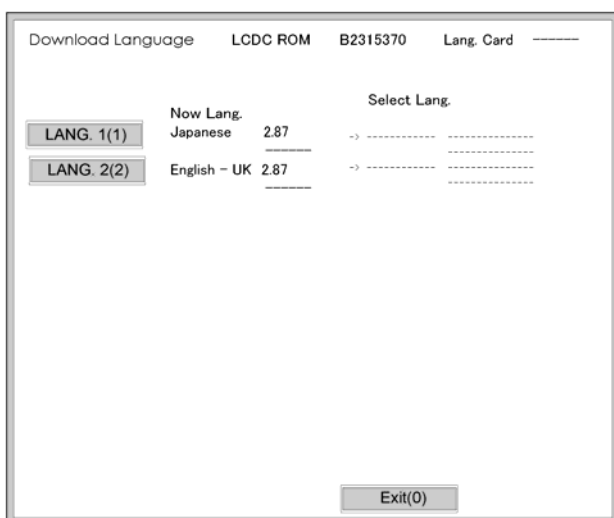 Download Language LCDC ROM B2315370 Lang. Card ------
Select Lang.
Now Lang.
LANG. 1(1) Japanese 2.87 -> ------------ ---------------
------ ---------------
LANG. 2(2) English - UK 2.87 -> ------------ ---------------
------ ---------------
Exit(0)